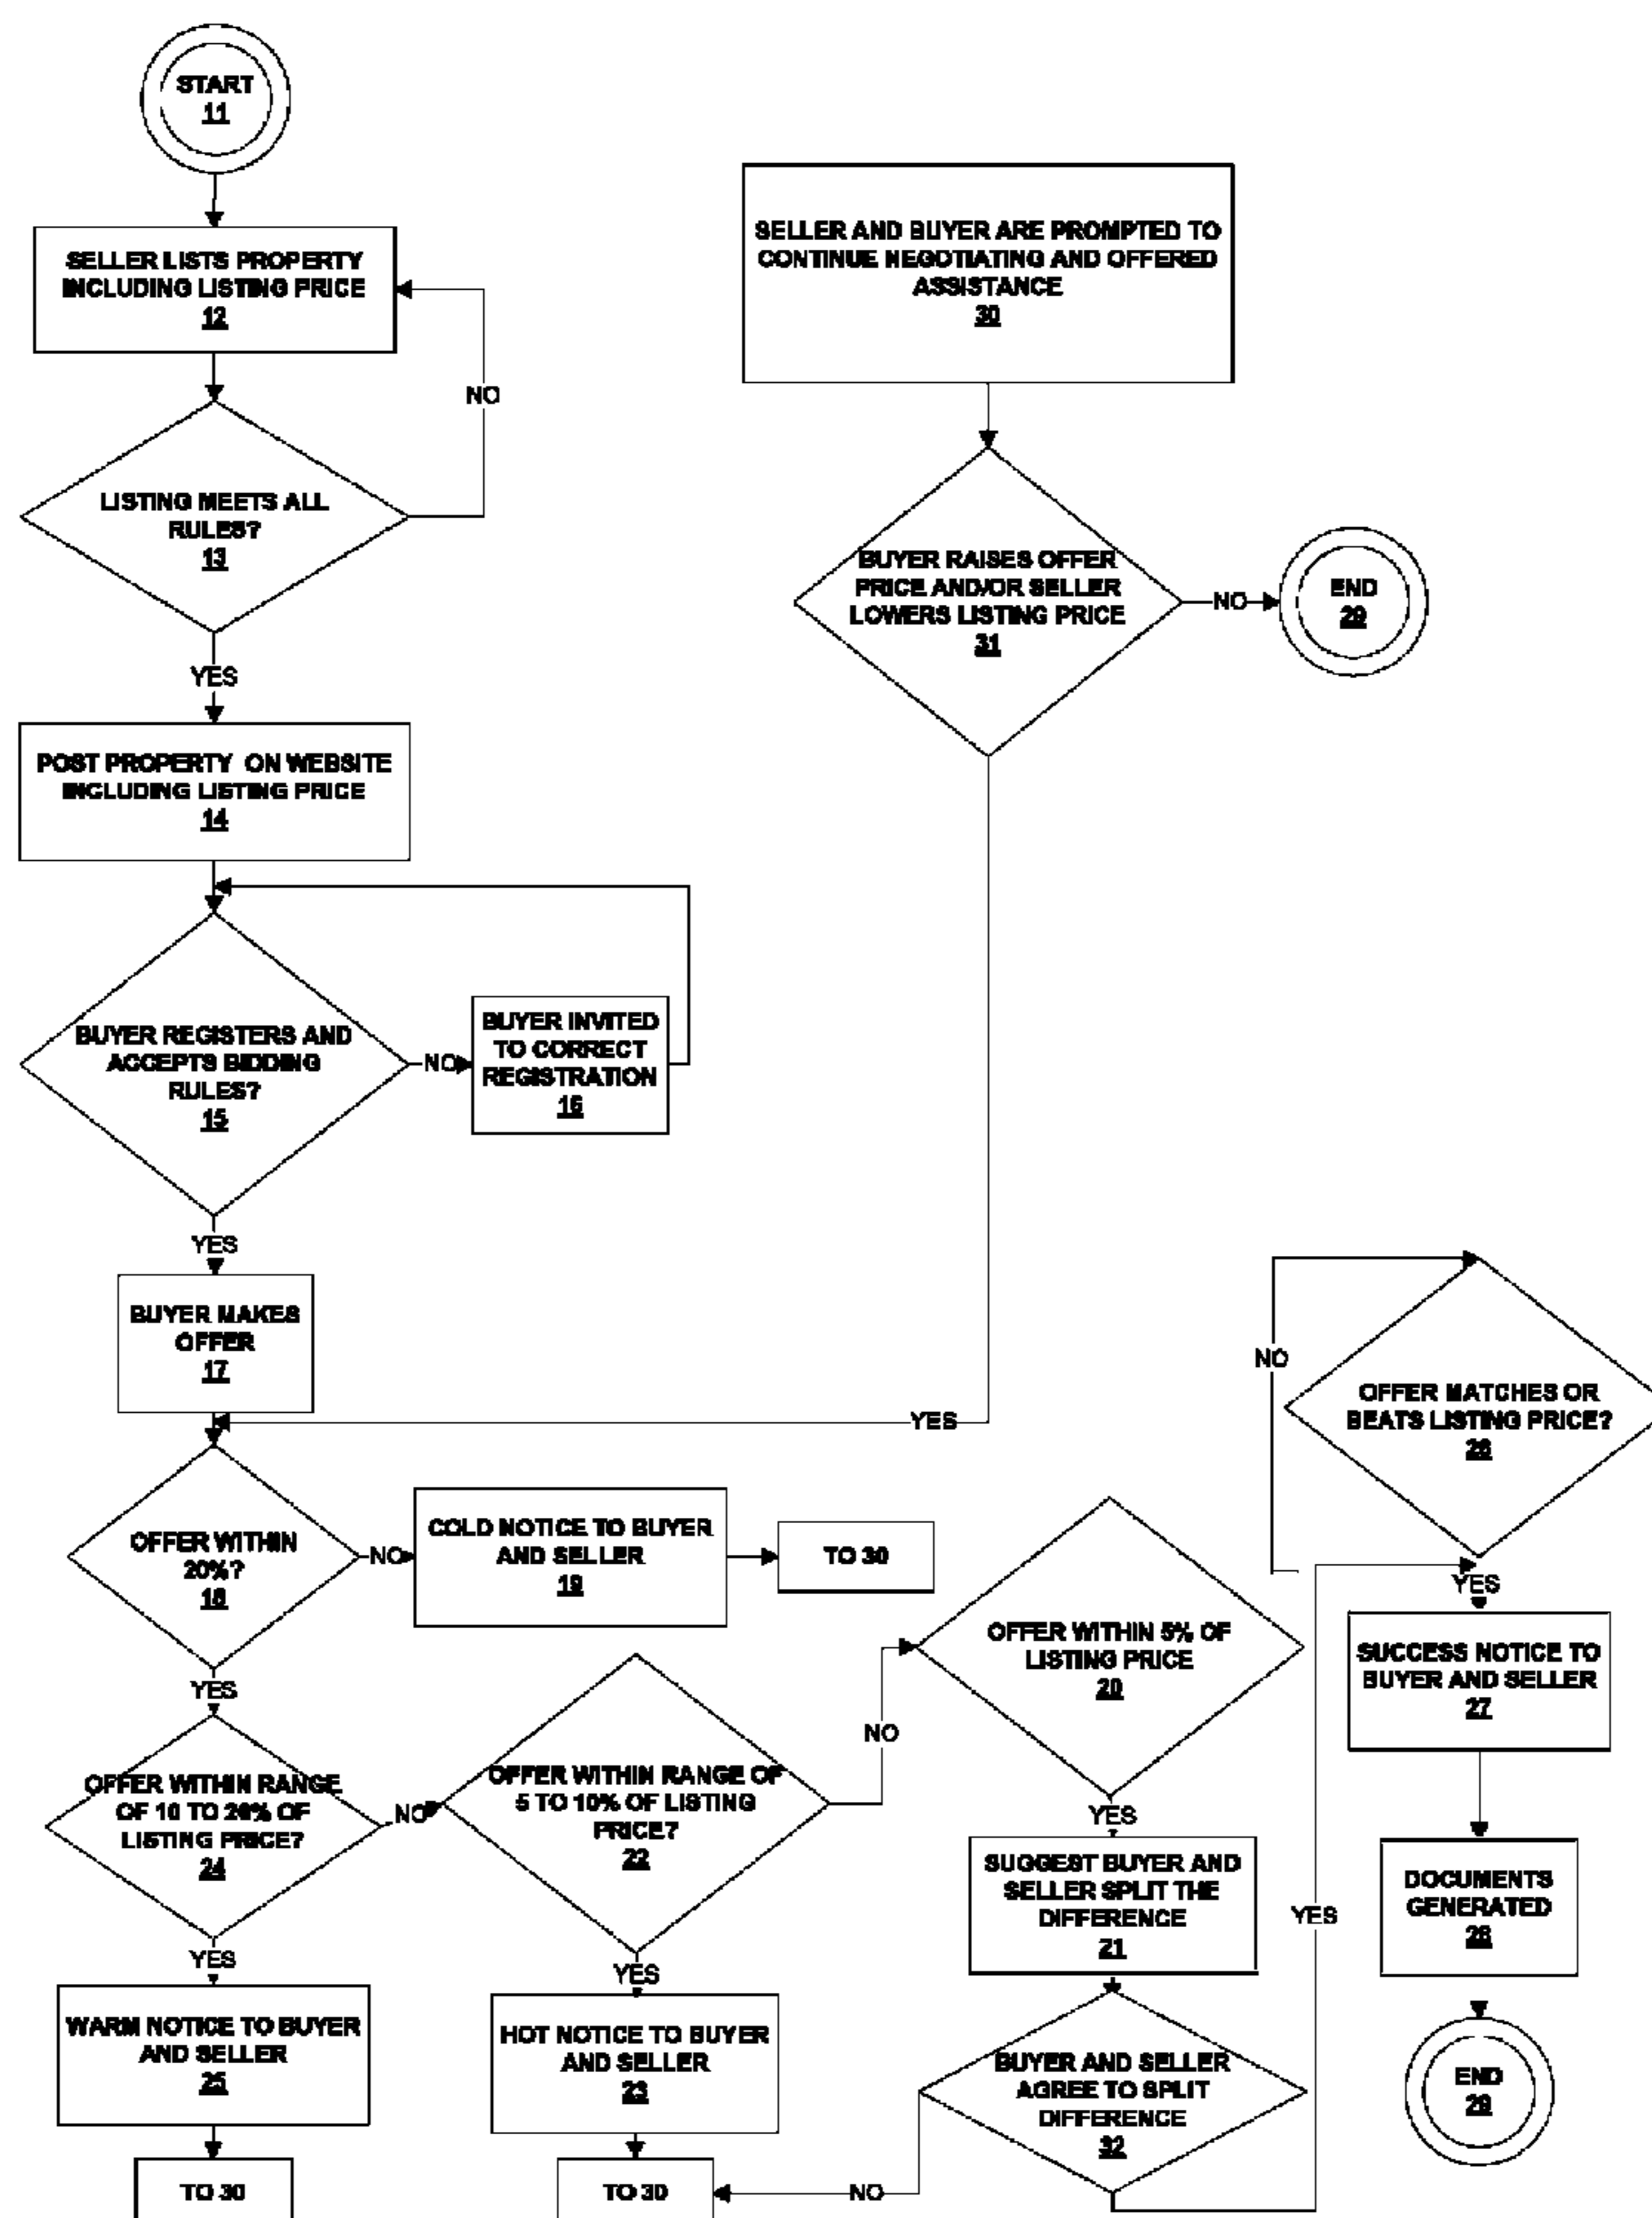 START
11
SELLER LISTS PROPERTY
INCLUDING LISTING PRICE
12
NO
LISTING MEETS ALL
RULES?
13
YES
POST PROPERTY ON WEBSITE
INCLUDING LISTING PRICE
14
BUYER REGISTERS AND
ACCEPTS BIDDING
RULES?
15
NO
BUYER INVITED
TO CORRECT
REGISTRATION
16
YES
BUYER MAKES
OFFER
17
SELLER AND BUYER ARE PROMPTED TO
CONTINUE NEGOTIATING AND OFFERED
ASSISTANCE
30
BUYER RAISES OFFER
PRICE AND/OR SELLER
LOWERS LISTING PRICE
31
NO
END
29
YES
OFFER WITHIN
20%?
18
NO
COLD NOTICE TO BUYER
AND SELLER
19
TO 30
YES
OFFER WITHIN RANGE
OF 10 TO 20% OF
LISTING PRICE?
24
NO
OFFER WITHIN RANGE OF
5 TO 10% OF LISTING
PRICE?
22
NO
OFFER WITHIN 5% OF
LISTING PRICE
20
YES
WARM NOTICE TO BUYER
AND SELLER
25
TO 30
YES
HOT NOTICE TO BUYER
AND SELLER
23
TO 30
YES
SUGGEST BUYER AND
SELLER SPLIT THE
DIFFERENCE
21
BUYER AND SELLER
AGREE TO SPLIT
DIFFERENCE
32
NO
YES
NO
OFFER MATCHES OR
BEATS LISTING PRICE?
26
YES
SUCCESS NOTICE TO
BUYER AND SELLER
27
DOCUMENTS
GENERATED
28
END
29